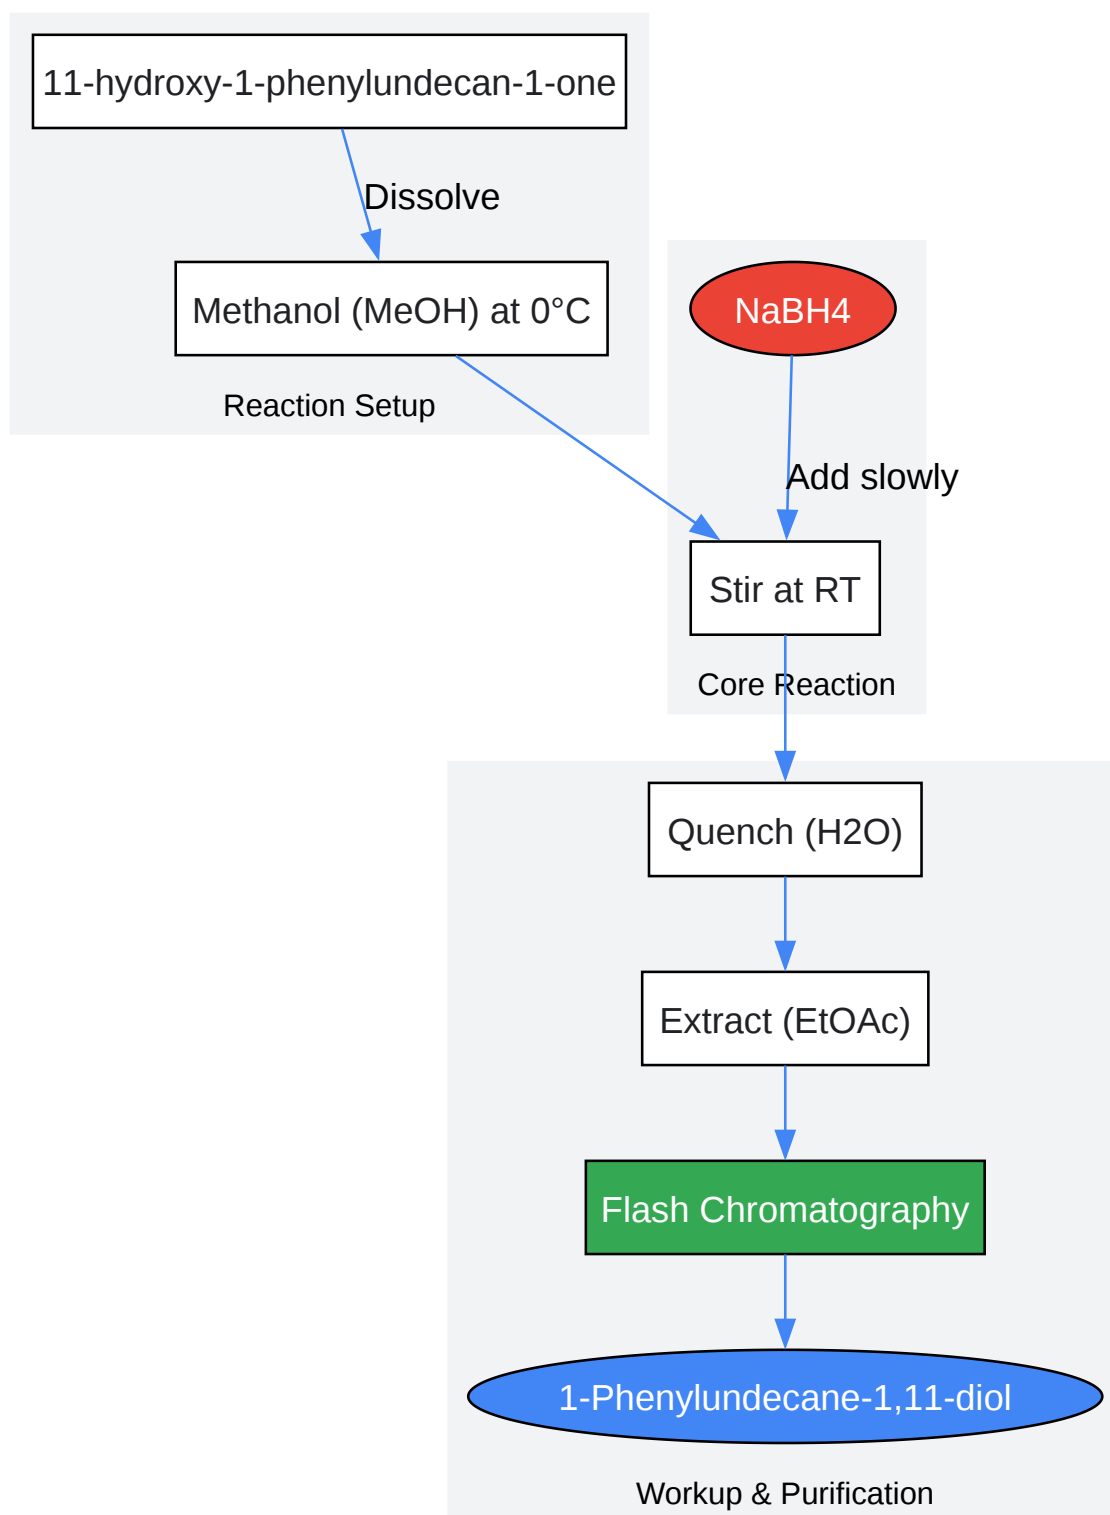 11-hydroxy-1-phenylundecan-1-one
Dissolve
Methanol (MeOH) at 0°C
Reaction Setup
NaBH4
Add slowly
Stir at RT
Core Reaction
Quench (H2O)
Extract (EtOAc)
Flash Chromatography
1-Phenylundecane-1,11-diol
Workup & Purification